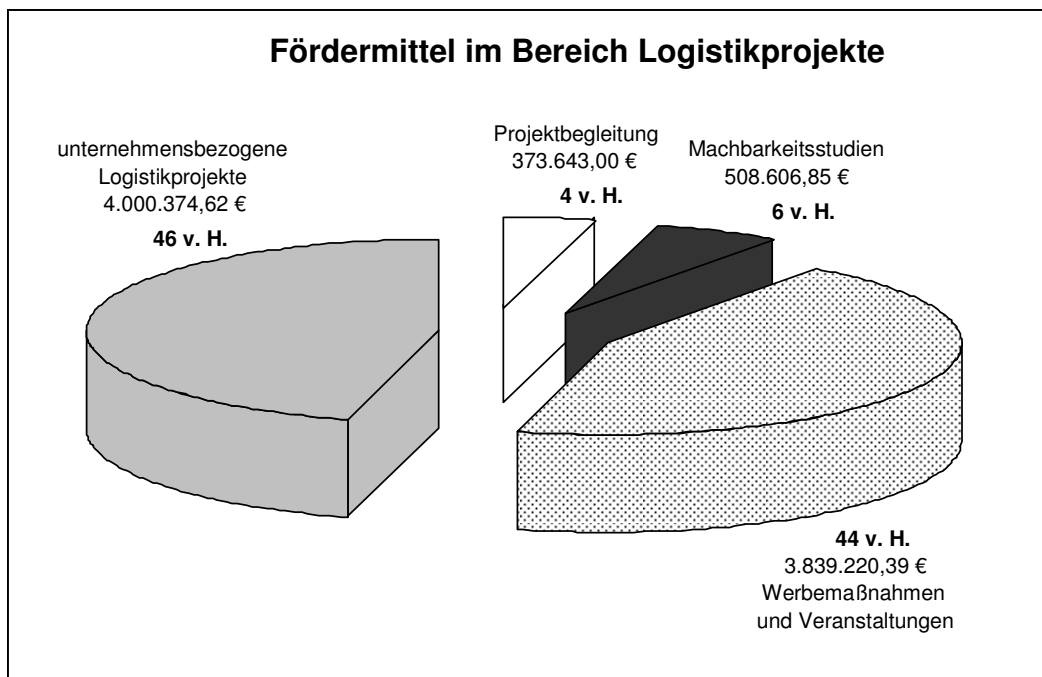 Fördermittel im Bereich Logistikprojekte
unternehmensbezogene
Logistikprojekte
4.000.374,62 €
46 v. H.
Projektbegleitung
373.643,00 €
4 v. H.
Machbarkeitsstudien
508.606,85 €
6 v. H.
44 v. H.
3.839.220,39 €
Werbemaßnahmen
und Veranstaltungen